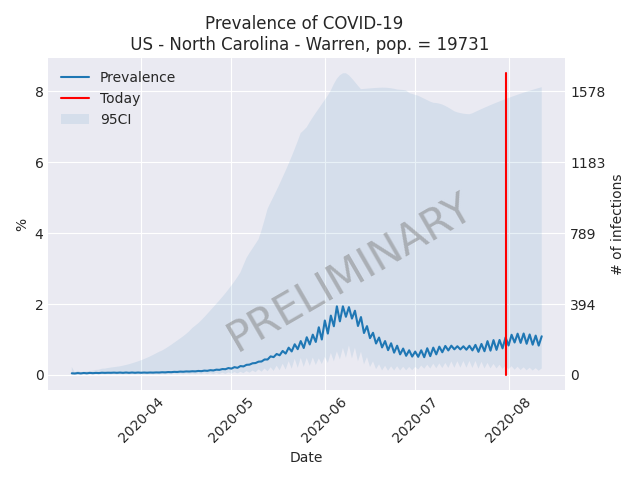 Prevalence of COVID-19
US - North Carolina - Warren, pop. = 19731
Prevalence
Today
95CI
8
6
4
2
0
%
1578
1183
789
394
0
# of infections
PRELIMINARY
2020-04
2020-05
2020-06
2020-07
2020-08
Date